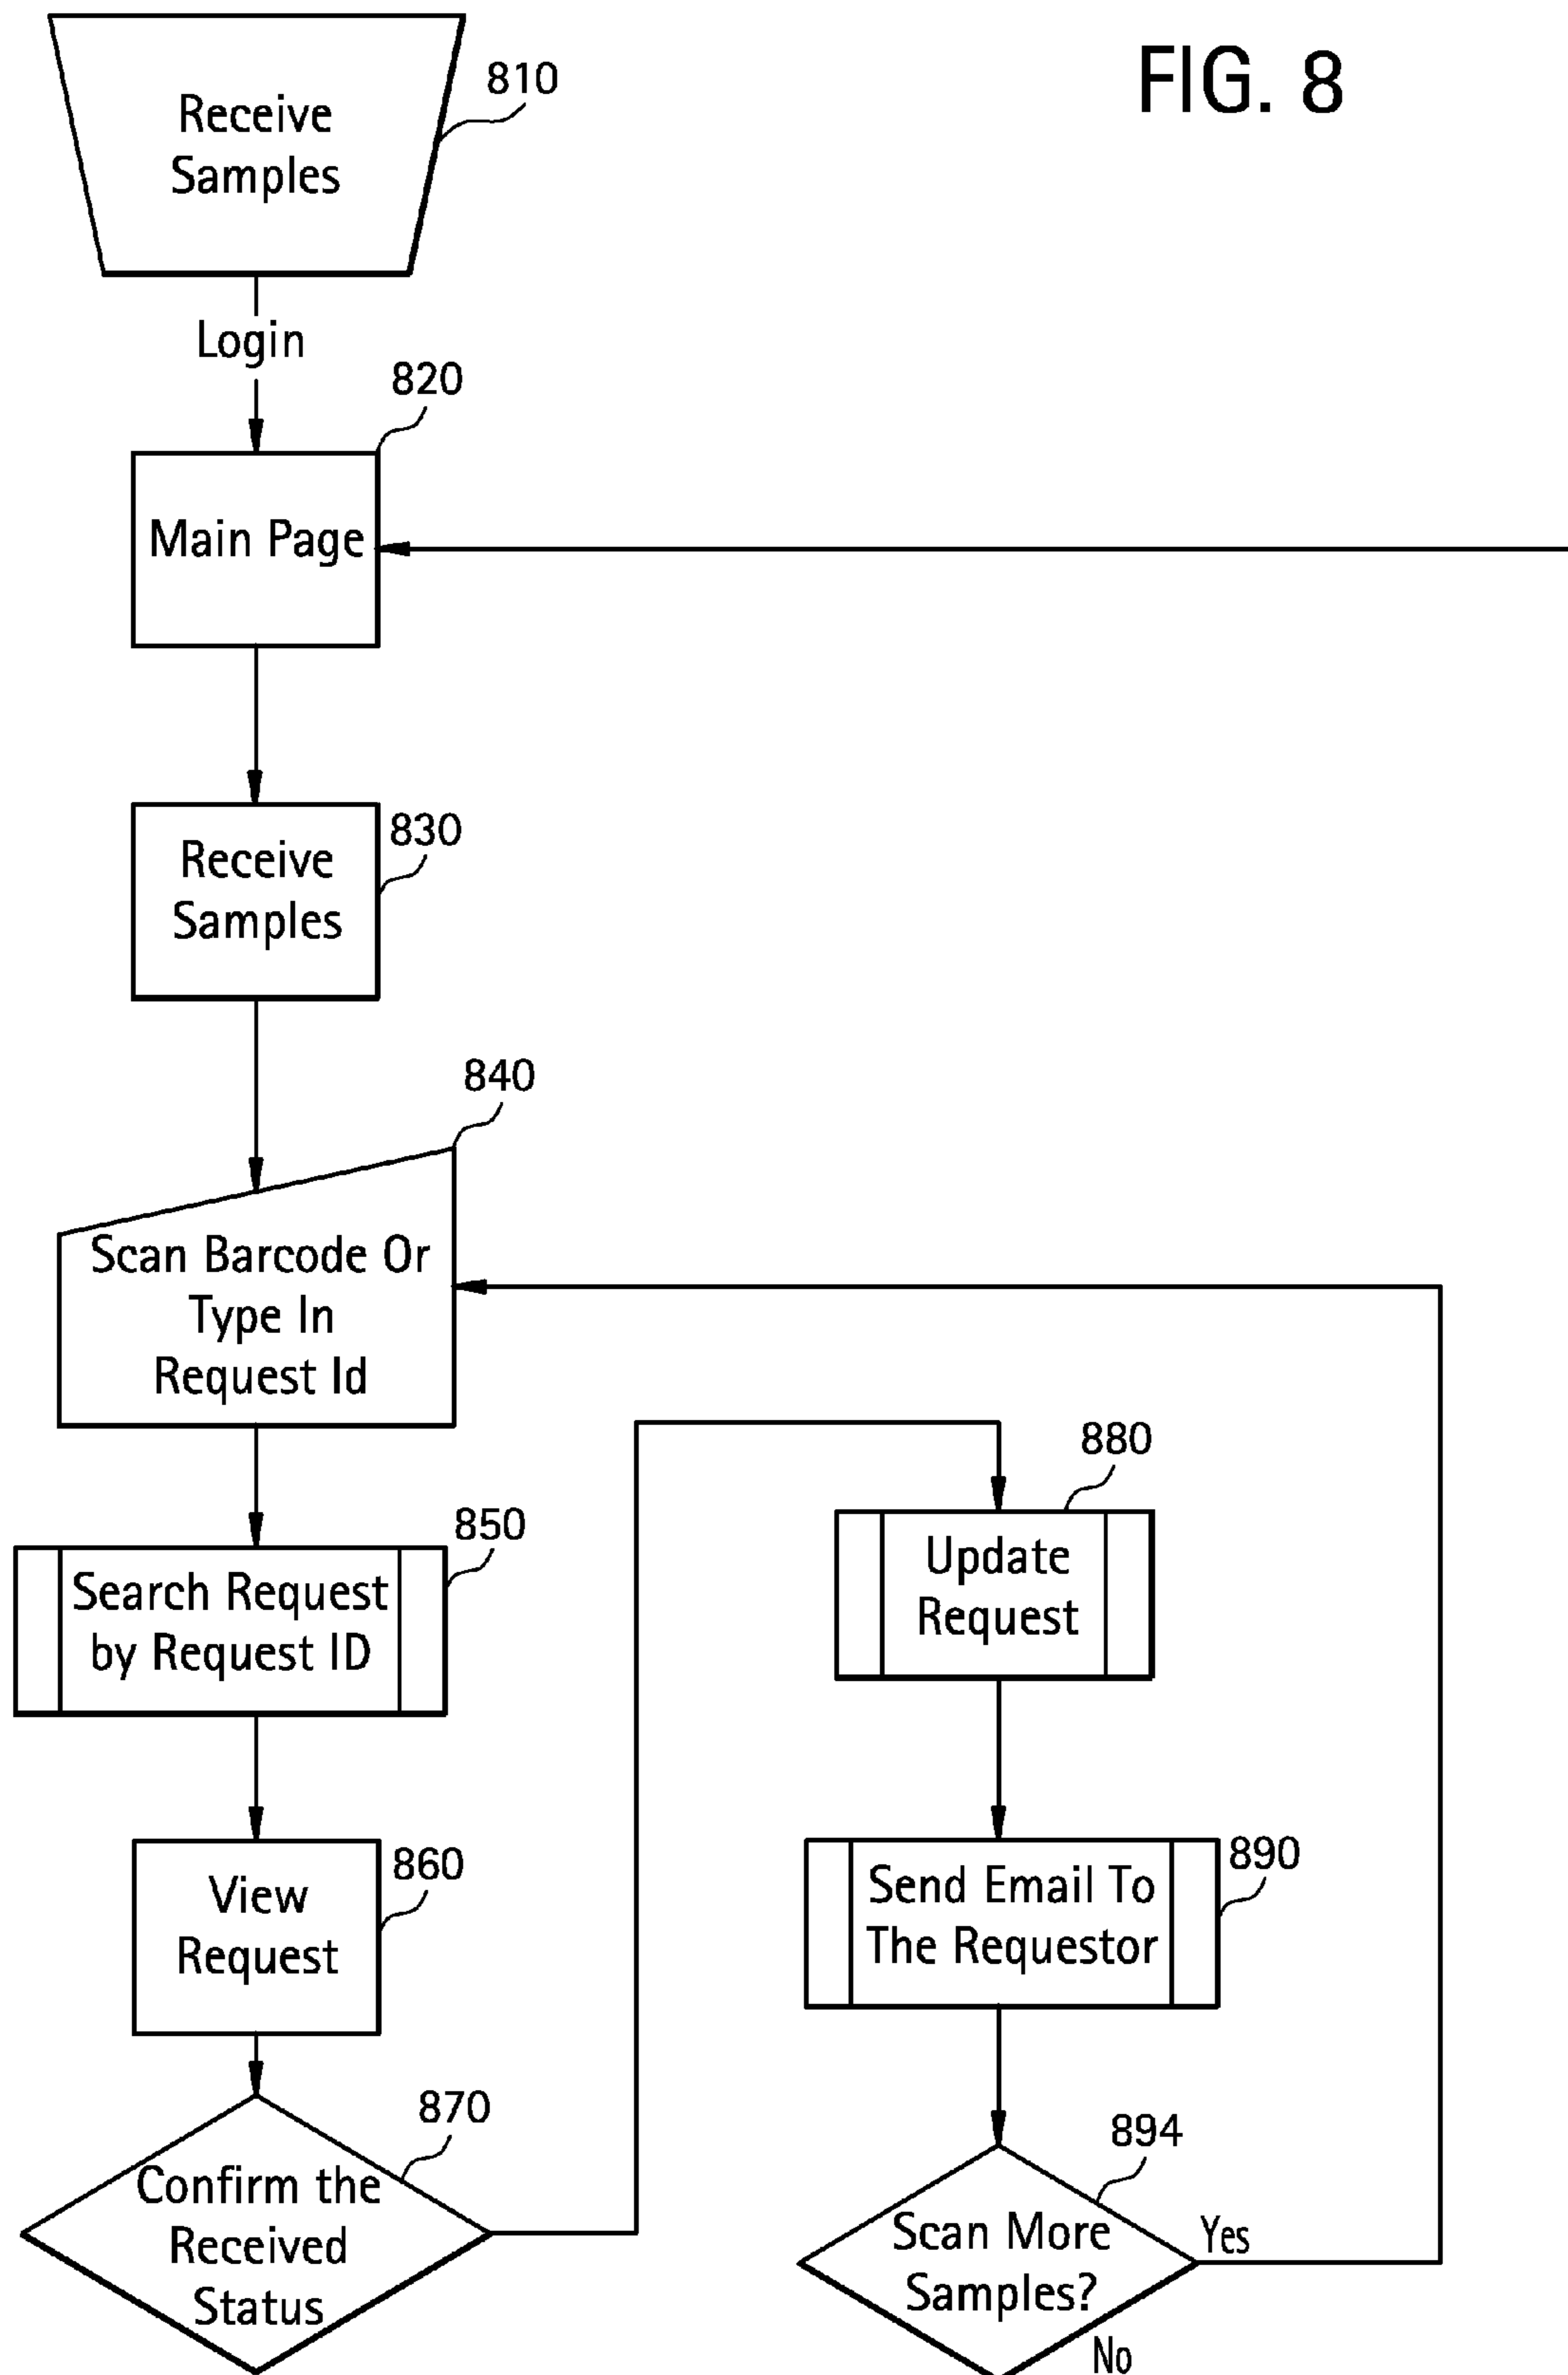 FIG. 8
Receive
Samples
810
Login
820
Main Page
Receive
Samples
830
840
Scan Barcode Or
Type In
Request Id
850
Search Request
by Request ID
View
Request
860
870
Confirm the
Received
Status
880
Update
Request
890
Send Email To
The Requestor
894
Scan More
Samples?
Yes
No